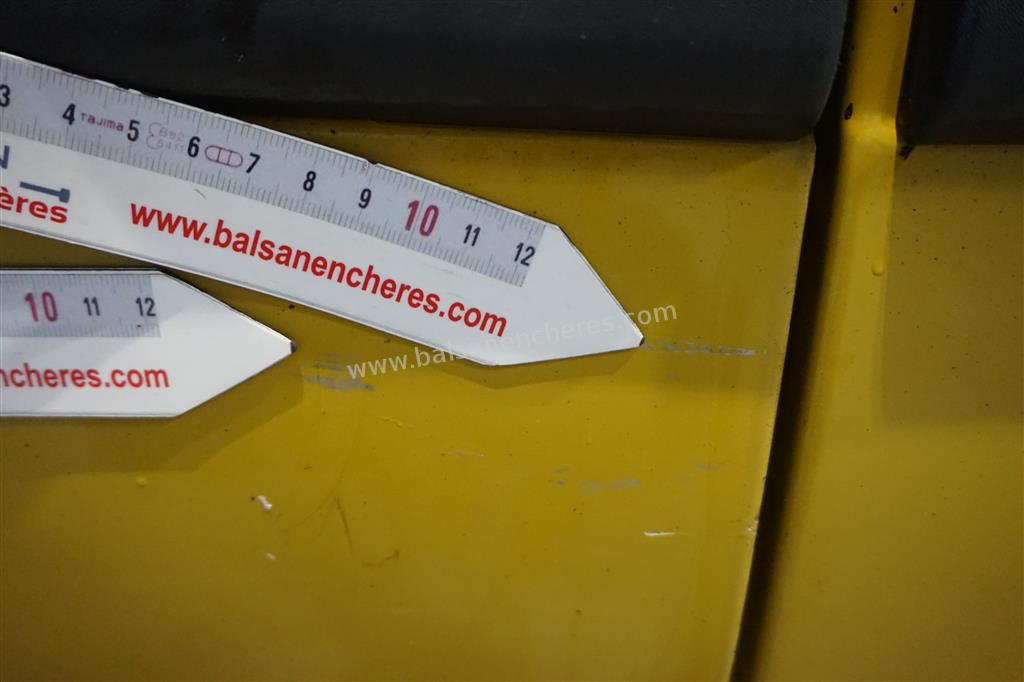 3 4 Tajima 5 6 7 8 9 10 11 12
N
ères
www.balsanencheres.com
10 11 12
ncheres.com
www.balsanencheres.com